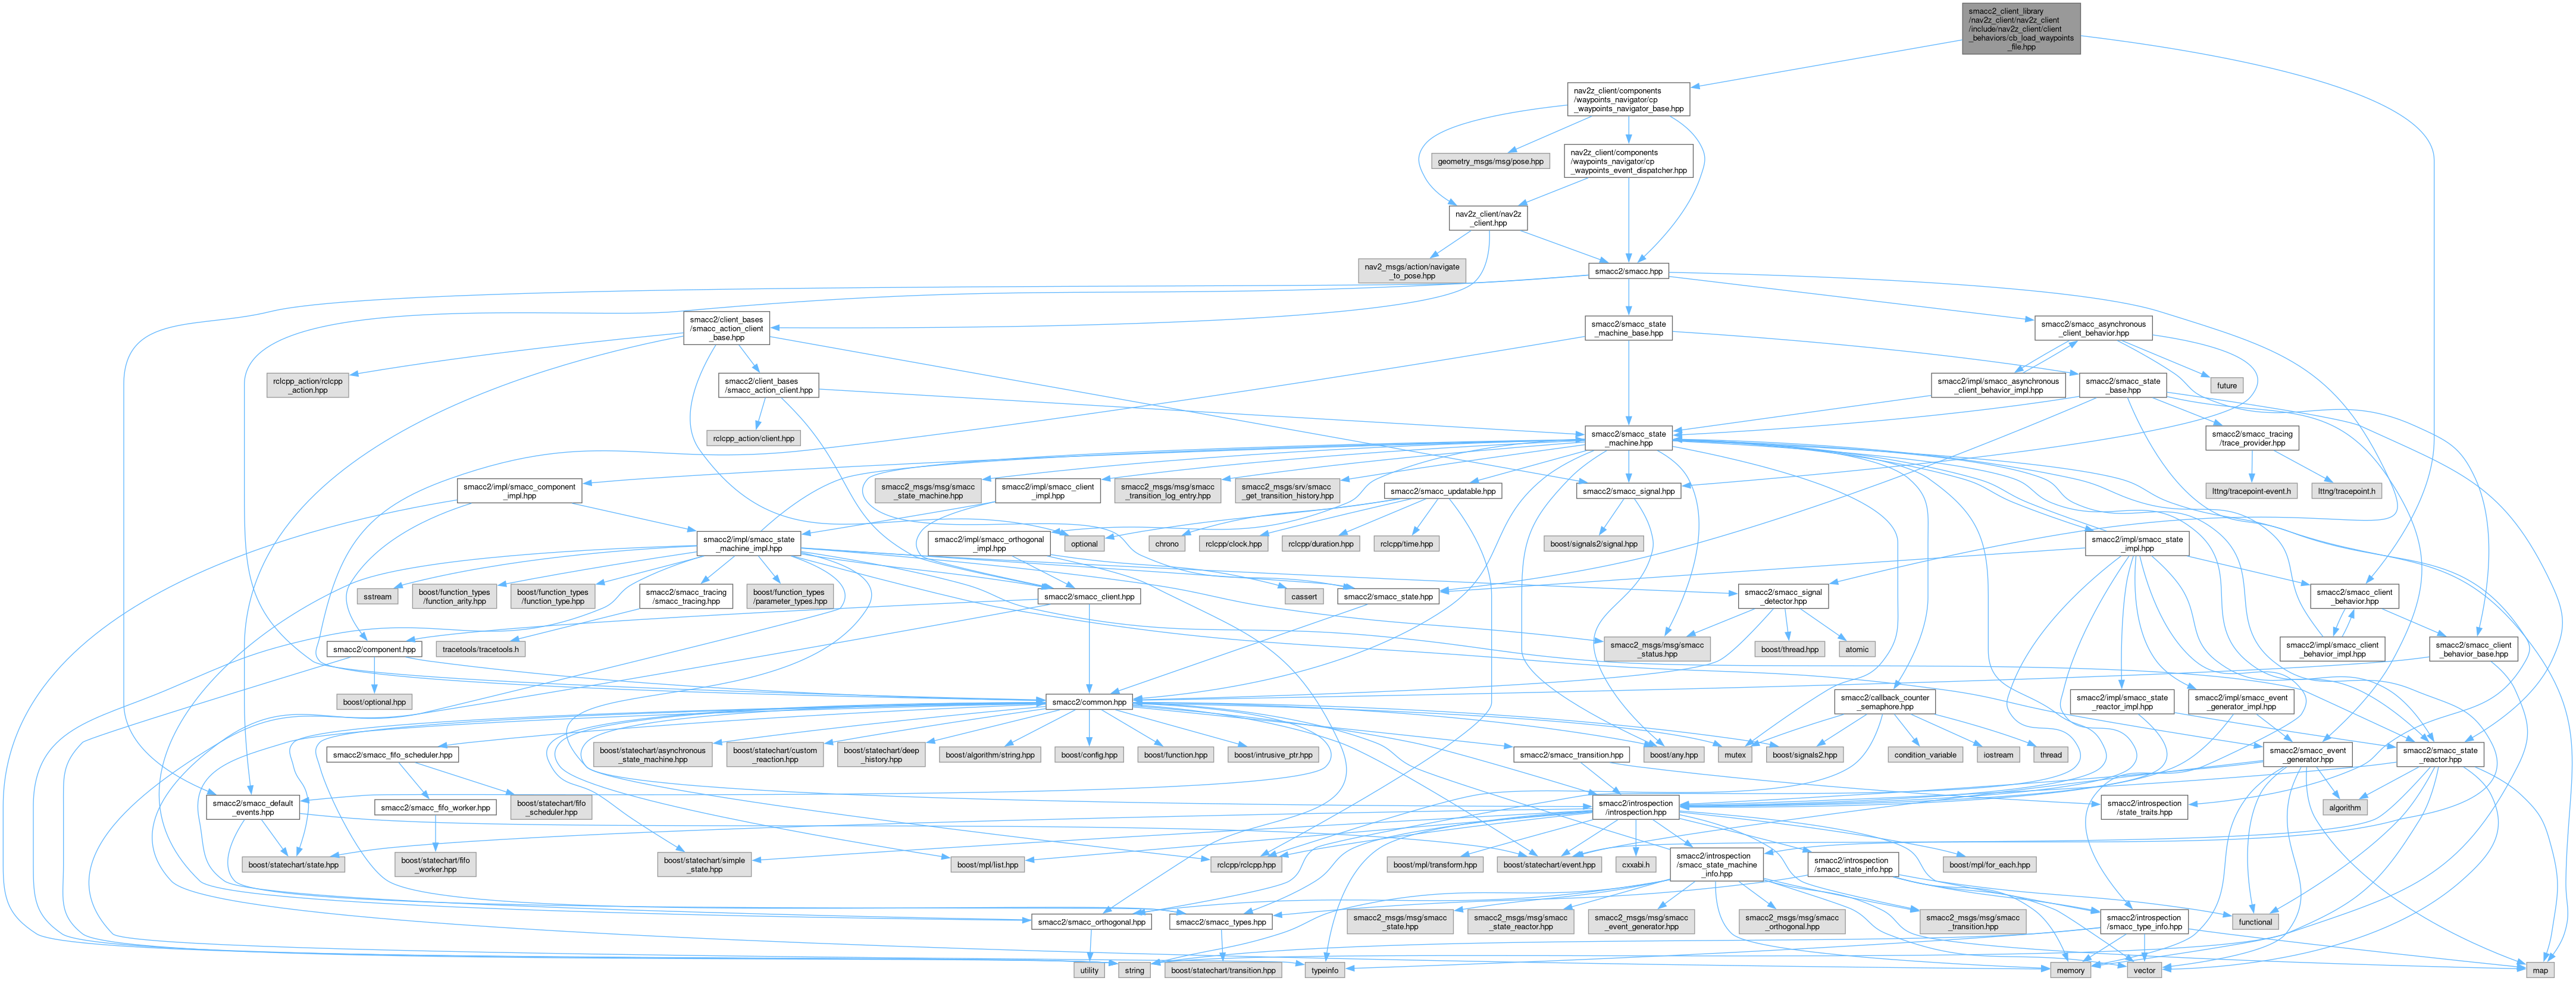 smacc2_client_library
/nav2z_client/nav2z_client
/include/nav2z_client/client
_behaviors/cb_load_waypoints
_file.hpp
nav2z_client/components
/waypoints_navigator/cp
_waypoints_navigator_base.hpp
geometry_msgs/msg/pose.hpp
nav2z_client/components
/waypoints_navigator/cp
_waypoints_event_dispatcher.hpp
nav2z_client/nav2z
_client.hpp
nav2_msgs/action/navigate
_to_pose.hpp
smacc2/smacc.hpp
smacc2/client_bases
/smacc_action_client
_base.hpp
smacc2/smacc_state
_machine_base.hpp
smacc2/smacc_asynchronous
_client_behavior.hpp
rclcpp_action/rclcpp
_action.hpp
smacc2/client_bases
/smacc_action_client.hpp
smacc2/impl/smacc_asynchronous
_client_behavior_impl.hpp
smacc2/smacc_state
_base.hpp
future
rclcpp_action/client.hpp
smacc2/smacc_state
_machine.hpp
smacc2/smacc_tracing
/trace_provider.hpp
smacc2/impl/smacc_component
_impl.hpp
smacc2_msgs/msg/smacc
_state_machine.hpp
smacc2/impl/smacc_client
_impl.hpp
smacc2_msgs/msg/smacc
_transition_log_entry.hpp
smacc2_msgs/srv/smacc
_get_transition_history.hpp
smacc2/smacc_updatable.hpp
smacc2/smacc_signal.hpp
lttng/tracepoint-event.h
lttng/tracepoint.h
smacc2/impl/smacc_state
_machine_impl.hpp
smacc2/impl/smacc_orthogonal
_impl.hpp
optional
chrono
rclcpp/clock.hpp
rclcpp/duration.hpp
rclcpp/time.hpp
boost/signals2/signal.hpp
smacc2/impl/smacc_state
_impl.hpp
sstream
boost/function_types
/function_arity.hpp
boost/function_types
/function_type.hpp
smacc2/smacc_tracing
/smacc_tracing.hpp
boost/function_types
/parameter_types.hpp
smacc2/smacc_client.hpp
cassert
smacc2/smacc_state.hpp
smacc2/smacc_signal
_detector.hpp
smacc2/smacc_client
_behavior.hpp
smacc2/component.hpp
tracetools/tracetools.h
smacc2_msgs/msg/smacc
_status.hpp
boost/thread.hpp
atomic
smacc2/impl/smacc_client
_behavior_impl.hpp
smacc2/smacc_client
_behavior_base.hpp
boost/optional.hpp
smacc2/common.hpp
smacc2/callback_counter
_semaphore.hpp
smacc2/impl/smacc_state
_reactor_impl.hpp
smacc2/impl/smacc_event
_generator_impl.hpp
smacc2/smacc_fifo_scheduler.hpp
boost/statechart/asynchronous
_state_machine.hpp
boost/statechart/custom
_reaction.hpp
boost/statechart/deep
_history.hpp
boost/algorithm/string.hpp
boost/config.hpp
boost/function.hpp
boost/intrusive_ptr.hpp
smacc2/smacc_transition.hpp
boost/any.hpp
mutex
boost/signals2.hpp
condition_variable
iostream
thread
smacc2/smacc_event
_generator.hpp
smacc2/smacc_state
_reactor.hpp
smacc2/smacc_default
_events.hpp
smacc2/smacc_fifo_worker.hpp
boost/statechart/fifo
_scheduler.hpp
smacc2/introspection
/introspection.hpp
smacc2/introspection
/state_traits.hpp
algorithm
boost/statechart/state.hpp
boost/statechart/fifo
_worker.hpp
boost/statechart/simple
_state.hpp
boost/mpl/list.hpp
rclcpp/rclcpp.hpp
boost/mpl/transform.hpp
boost/statechart/event.hpp
cxxabi.h
smacc2/introspection
/smacc_state_machine
_info.hpp
smacc2/introspection
/smacc_state_info.hpp
boost/mpl/for_each.hpp
smacc2/smacc_orthogonal.hpp
smacc2/smacc_types.hpp
smacc2_msgs/msg/smacc
_state.hpp
smacc2_msgs/msg/smacc
_state_reactor.hpp
smacc2_msgs/msg/smacc
_event_generator.hpp
smacc2_msgs/msg/smacc
_orthogonal.hpp
smacc2_msgs/msg/smacc
_transition.hpp
smacc2/introspection
/smacc_type_info.hpp
functional
utility
string
boost/statechart/transition.hpp
typeinfo
memory
vector
map